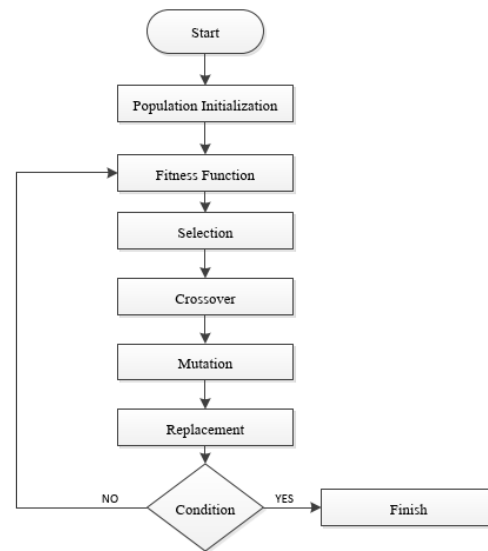 Start
Population Initialization
Fitness Function
Selection
Crossover
Mutation
Replacement
NO
Condition
YES
Finish